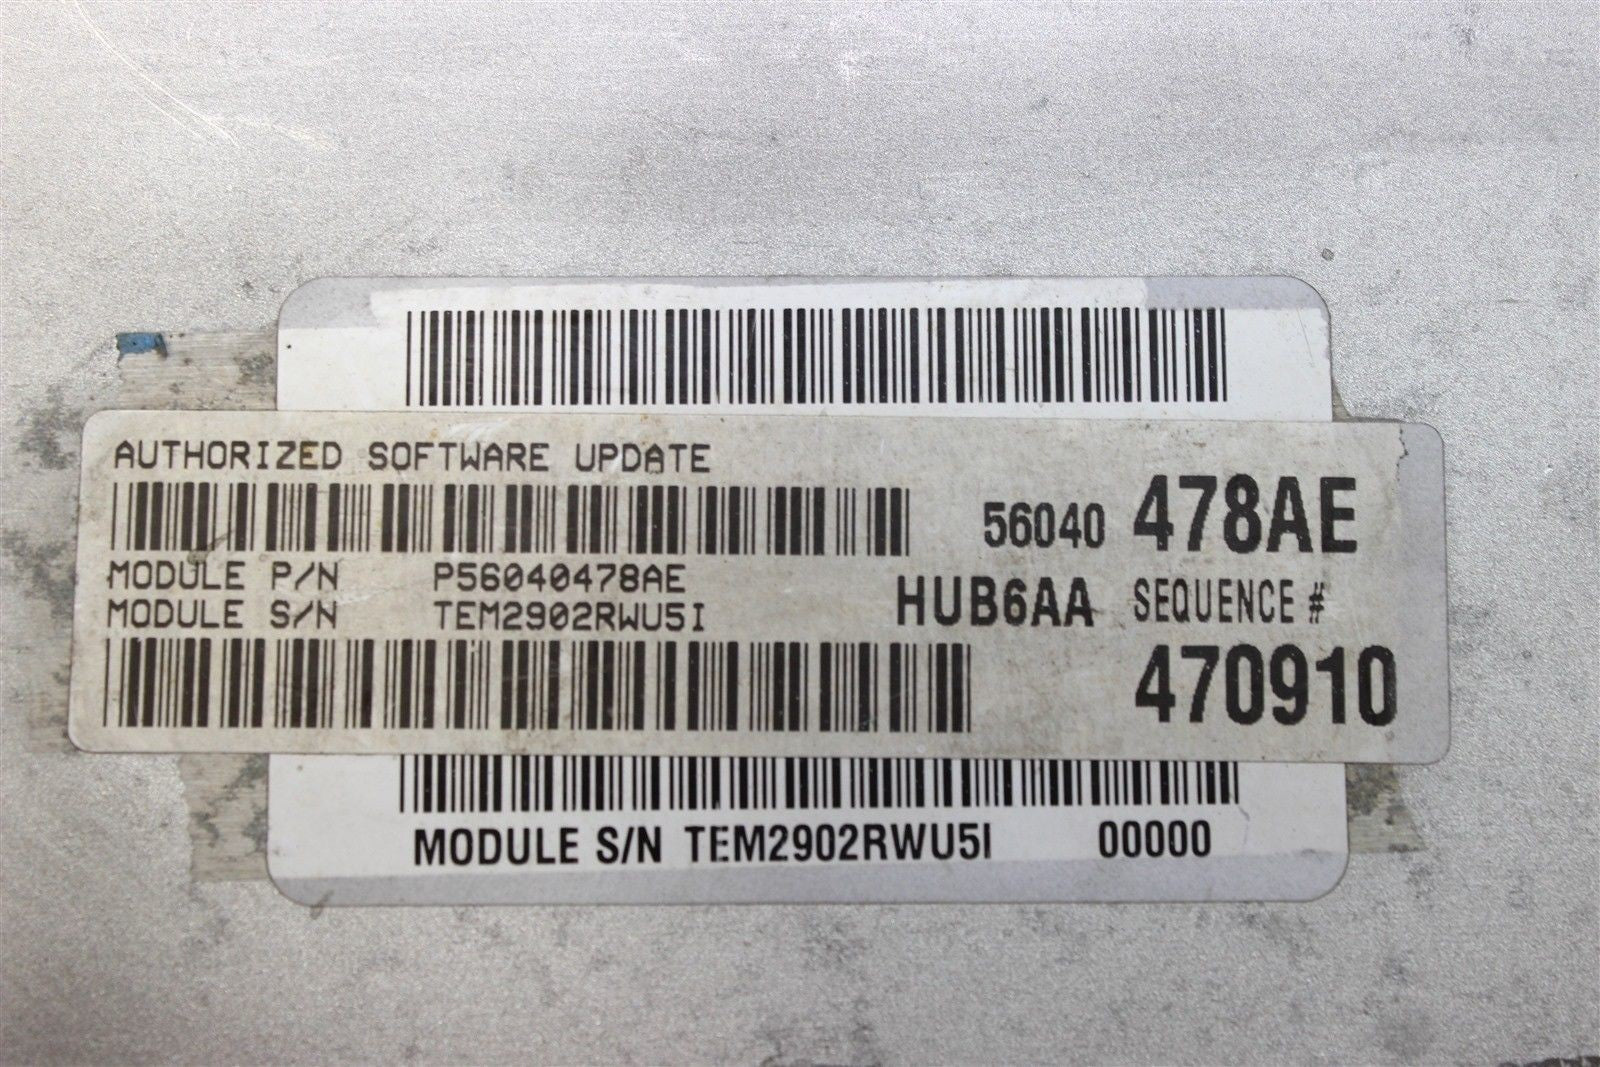 AUTHORIZED SOFTWARE UPDATE
56040 478AE
MODULE P/N P56040478AE
HUB6AA SEQUENCE #
MODULE S/N TEM2902RWU5I
470910
MODULE S/N TEM2902RWU5I 00000